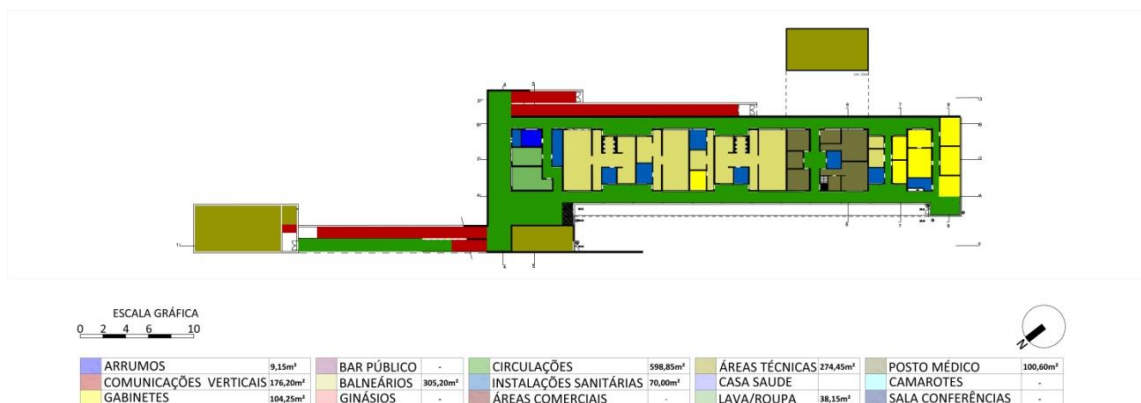 ESCALA GRÁFICA
0 2 4 6 10
N
ARRUMOS 9,15m² BAR PÚBLICO - CIRCULAÇÕES 598,85m² ÁREAS TÉCNICAS 274,45m² POSTO MÉDICO 100,60m²
COMUNICAÇÕES VERTICAIS 176,20m² BALNEÁRIOS 305,20m² INSTALAÇÕES SANITÁRIAS 70,00m² CASA SAUDE CAMAROTES -
GABINETES 104,25m² GINÁSIOS - ÁREAS COMERCIAIS - LAVA/ROUPA 38,15m² SALA CONFERÊNCIAS -